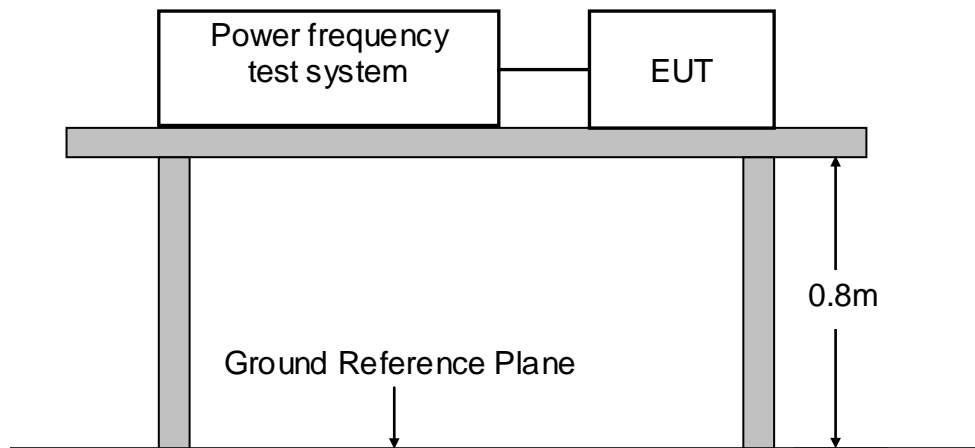 Power frequency
test system
EUT
0.8m
Ground Reference Plane